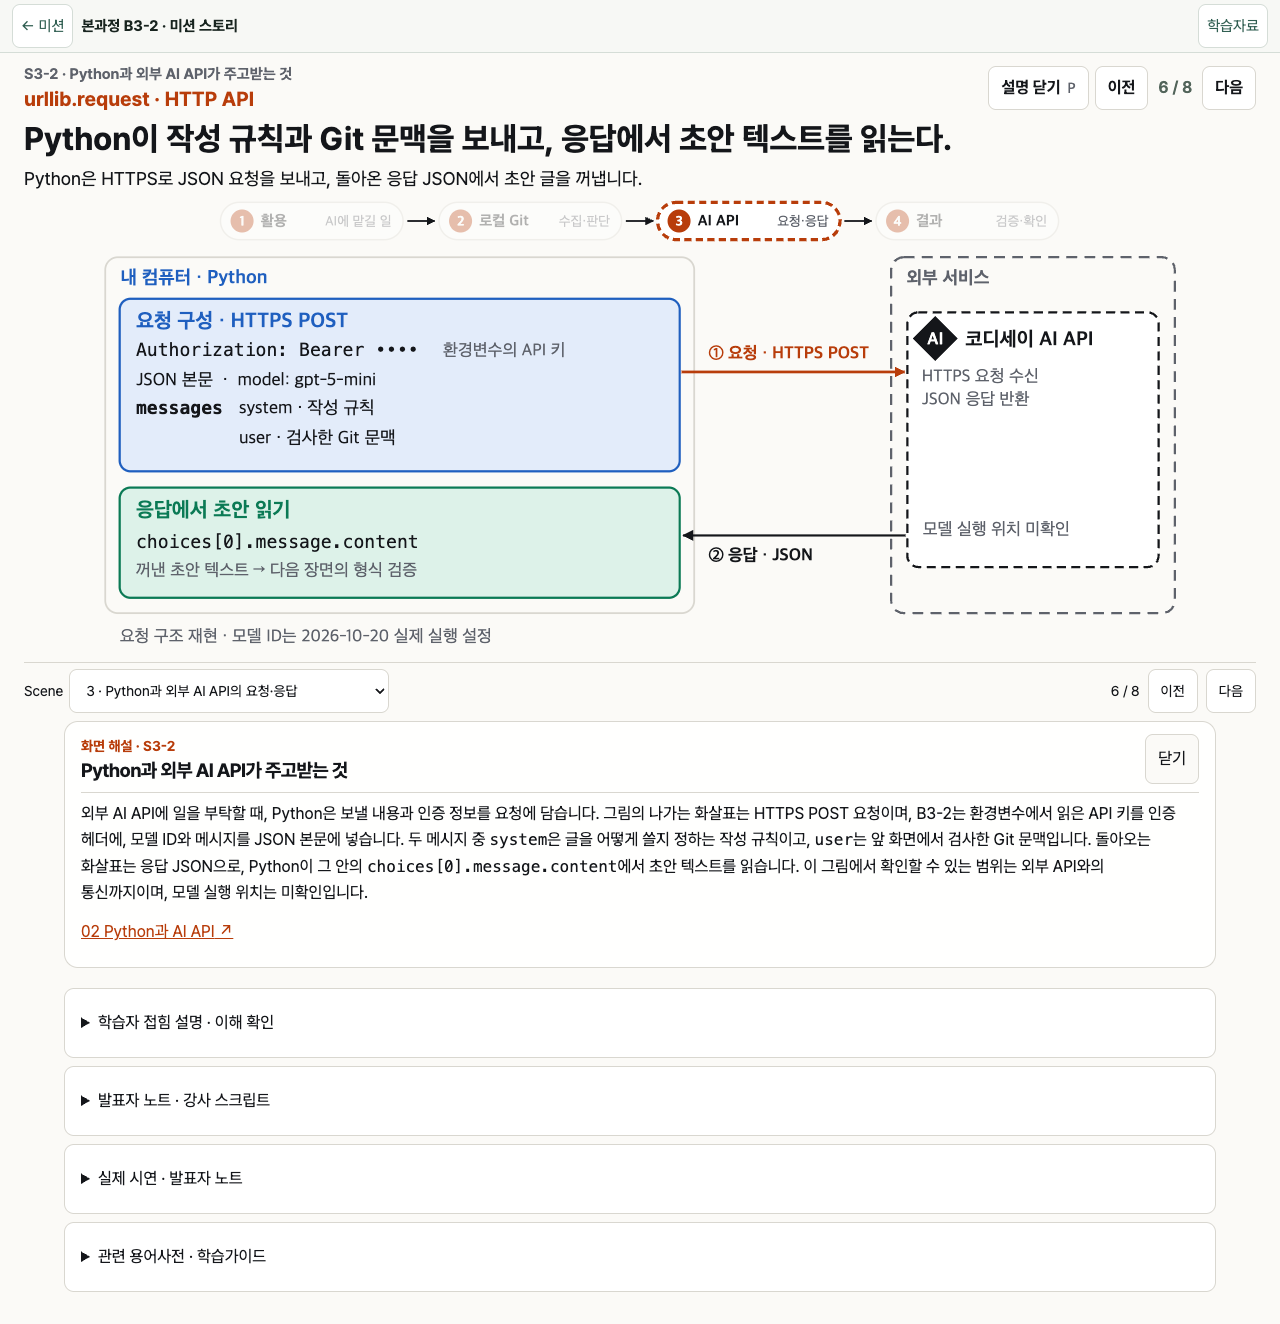 ← 미션
본과정 B3-2 · 미션 스토리
학습자료
S3-2 · Python과 외부 AI API가 주고받는 것
urllib.request · HTTP API
설명 닫기 P
이전
6 / 8
다음
Python이 작성 규칙과 Git 문맥을 보내고, 응답에서 초안 텍스트를 읽는다.
Python은 HTTPS로 JSON 요청을 보내고, 돌아온 응답 JSON에서 초안 글을 꺼냅니다.
1 활용 AI에 맡길 일
2 로컬 Git 수집·판단
3 AI API 요청·응답
4 결과 검증·확인
내 컴퓨터 · Python
요청 구성 · HTTPS POST
Authorization: Bearer •••• 환경변수의 API 키
JSON 본문 · model: gpt-5-mini
messages system · 작성 규칙
user · 검사한 Git 문맥
응답에서 초안 읽기
choices[0].message.content
꺼낸 초안 텍스트 → 다음 장면의 형식 검증
① 요청 · HTTPS POST
② 응답 · JSON
외부 서비스
AI 코디세이 AI API
HTTPS 요청 수신
JSON 응답 반환
모델 실행 위치 미확인
요청 구조 재현 · 모델 ID는 2026-10-20 실제 실행 설정
Scene
3 · Python과 외부 AI API의 요청·응답
6 / 8
이전
다음
화면 해설 · S3-2
Python과 외부 AI API가 주고받는 것
닫기
외부 AI API에 일을 부탁할 때, Python은 보낼 내용과 인증 정보를 요청에 담습니다. 그림의 나가는 화살표는 HTTPS POST 요청이며, B3-2는 환경변수에서 읽은 API 키를 인증
헤더에, 모델 ID와 메시지를 JSON 본문에 넣습니다. 두 메시지 중 system은 글을 어떻게 쓸지 정하는 작성 규칙이고, user는 앞 화면에서 검사한 Git 문맥입니다. 돌아오는
화살표는 응답 JSON으로, Python이 그 안의 choices[0].message.content에서 초안 텍스트를 읽습니다. 이 그림에서 확인할 수 있는 범위는 외부 API와의
통신까지이며, 모델 실행 위치는 미확인입니다.
02 Python과 AI API ↗
▶ 학습자 접힘 설명 · 이해 확인
▶ 발표자 노트 · 강사 스크립트
▶ 실제 시연 · 발표자 노트
▶ 관련 용어사전 · 학습가이드